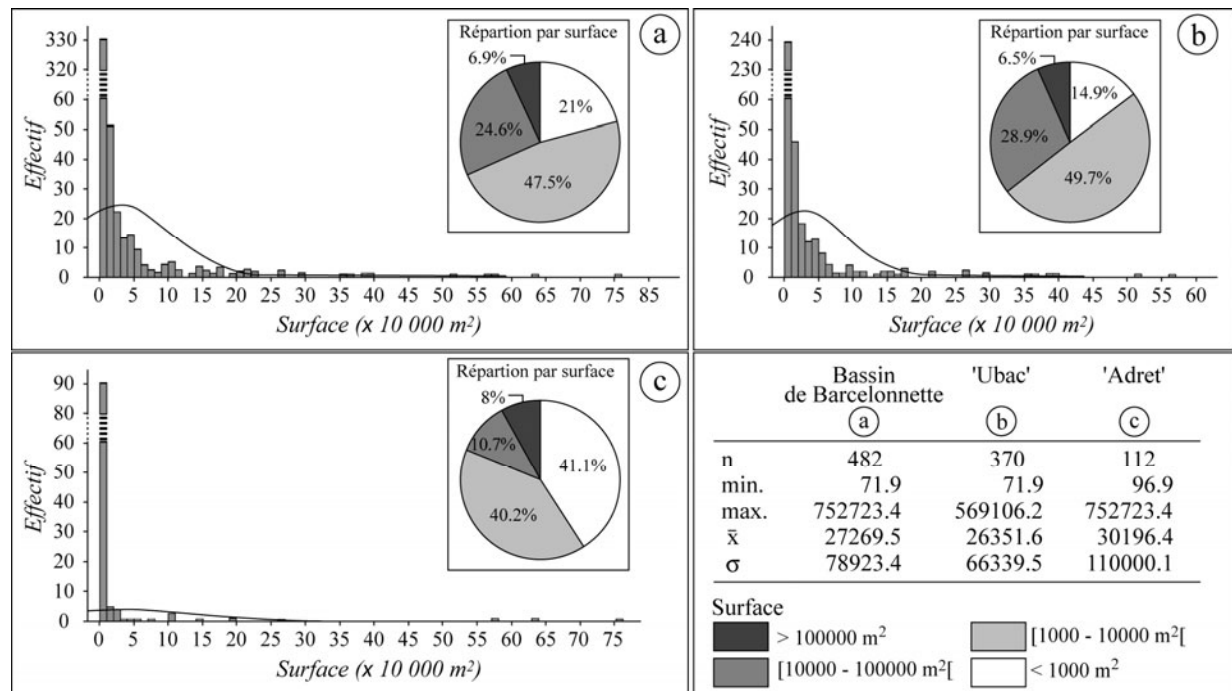 a
Répartion par surface
6.9%
21%
24.6%
47.5%
Effectif
330
320
60
50
40
30
20
10
0
0 5 10 15 20 25 30 35 40 45 50 55 60 65 75 85
Surface (x 10 000 m²)
b
Répartion par surface
6.5%
14.9%
28.9%
49.7%
Effectif
240
230
60
50
40
30
20
10
0
0 5 10 15 20 25 30 35 40 45 50 55 60
Surface (x 10 000 m²)
c
Répartion par surface
8%
10.7%
41.1%
40.2%
Effectif
90
80
60
50
40
30
20
10
0
0 5 10 15 20 25 30 35 40 45 50 55 60 65 75 85
Surface (x 10 000 m²)
Bassin 'Ubac' 'Adret'
de Barcelonnette
a b c
n 482 370 112
min. 71.9 71.9 96.9
max. 752723.4 569106.2 752723.4
x̄ 27269.5 26351.6 30196.4
σ 78923.4 66339.5 110000.1
Surface
> 100000 m² [1000 - 10000 m²[
[10000 - 100000 m²[ < 1000 m²